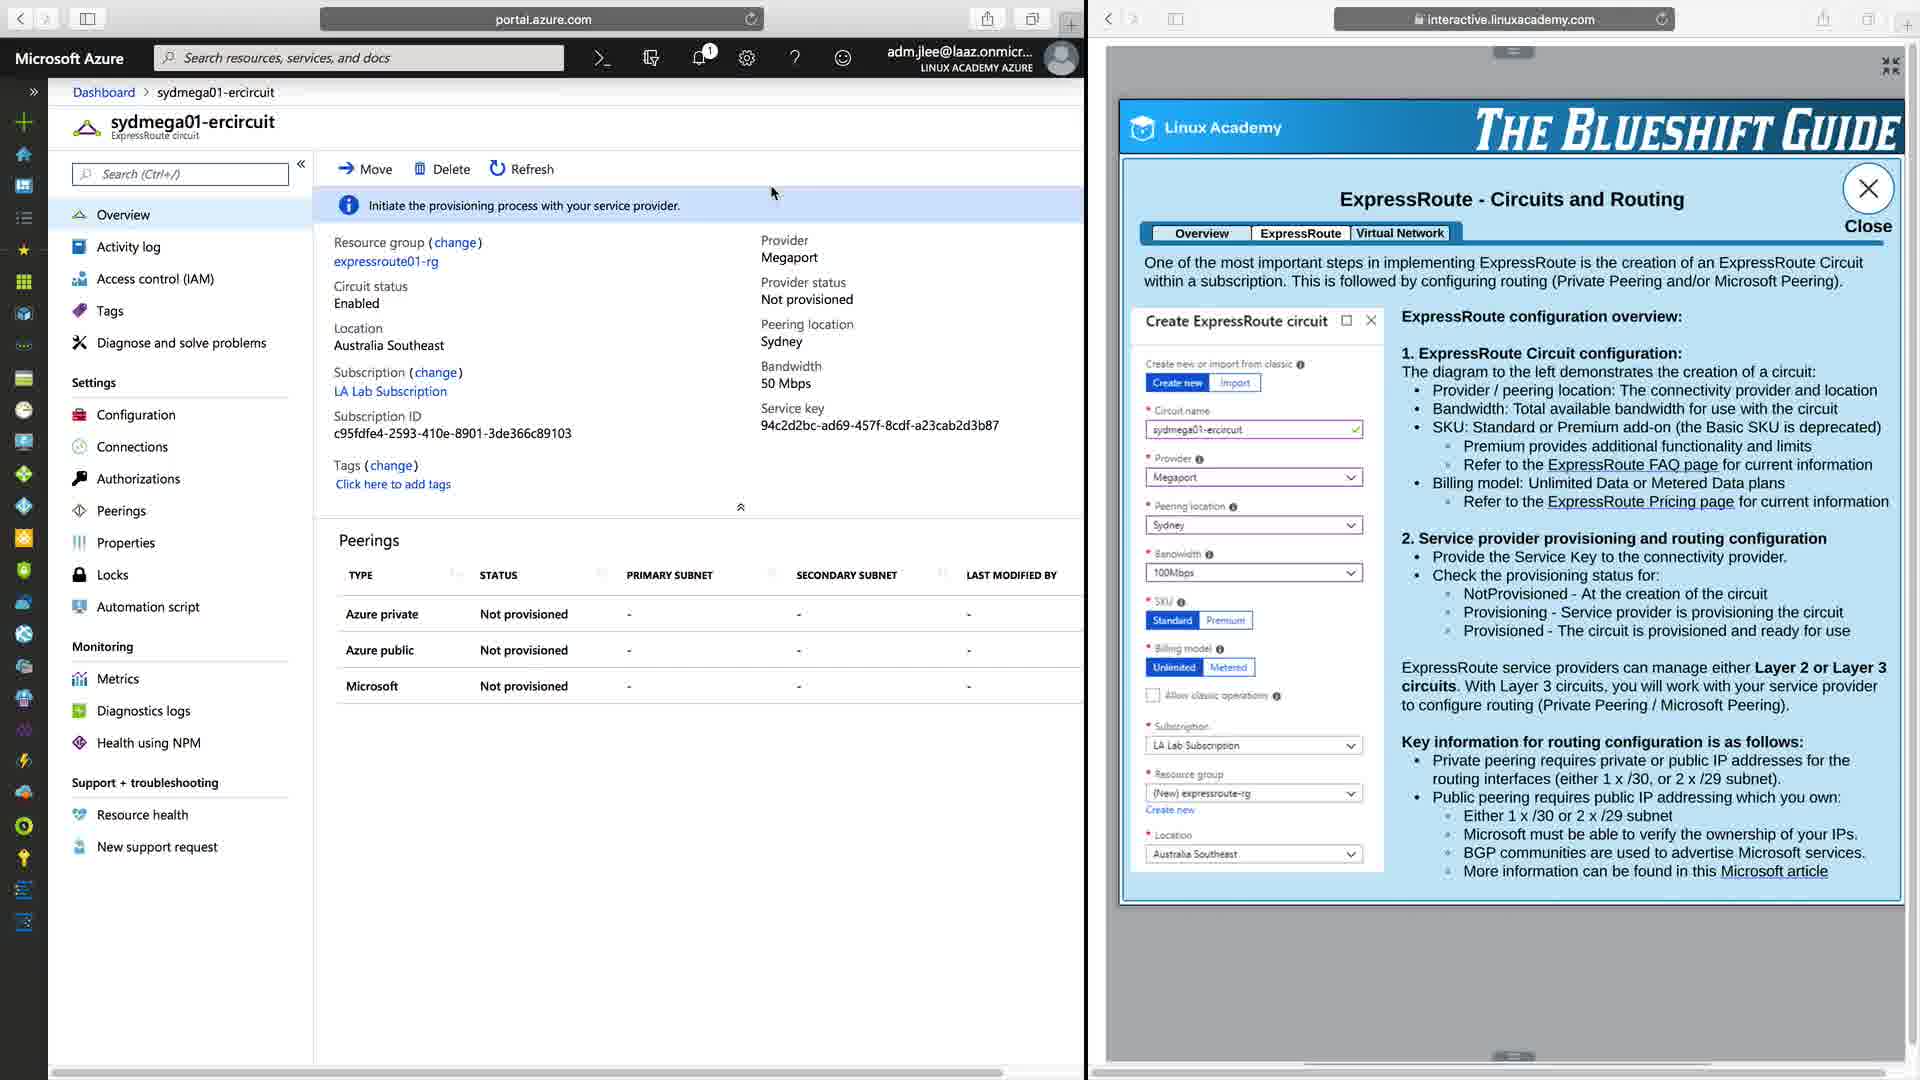 portal.azure.com
interactive.linuxacademy.com
Microsoft Azure
Search resources, services, and docs
1
adm.jlee@laaz.onmicr...
LINUX ACADEMY AZURE
Dashboard > sydmega01-ercircuit
sydmega01-ercircuit
ExpressRoute circuit
Search (Ctrl+/)
Overview
Activity log
Access control (IAM)
Tags
Diagnose and solve problems
Settings
Configuration
Connections
Authorizations
Peerings
Properties
Locks
Automation script
Monitoring
Metrics
Diagnostics logs
Health using NPM
Support + troubleshooting
Resource health
New support request
Move
Delete
Refresh
Initiate the provisioning process with your service provider.
Resource group (change)
expressroute01-rg
Circuit status
Enabled
Location
Australia Southeast
Subscription (change)
LA Lab Subscription
Subscription ID
c95fdfe4-2593-410e-8901-3de366c89103
Tags (change)
Click here to add tags
Provider
Megaport
Provider status
Not provisioned
Peering location
Sydney
Bandwidth
50 Mbps
Service key
94c2d2bc-ad69-457f-8cdf-a23cab2d3b87
Peerings
TYPE STATUS PRIMARY SUBNET SECONDARY SUBNET LAST MODIFIED BY
Azure private Not provisioned - - -
Azure public Not provisioned - - -
Microsoft Not provisioned - - -
Linux Academy
THE BLUESHIFT GUIDE
ExpressRoute - Circuits and Routing
Close
Overview ExpressRoute Virtual Network
One of the most important steps in implementing ExpressRoute is the creation of an ExpressRoute Circuit
within a subscription. This is followed by configuring routing (Private Peering and/or Microsoft Peering).
Create ExpressRoute circuit
Create new or import from classic
Create new Import
* Circuit name
sydmega01-ercircuit
* Provider
Megaport
* Peering location
Sydney
* Bandwidth
100Mbps
* SKU
Standard Premium
* Billing model
Unlimited Metered
Allow classic operations
* Subscription
LA Lab Subscription
* Resource group
(New) expressroute-rg
Create new
* Location
Australia Southeast
ExpressRoute configuration overview:
1. ExpressRoute Circuit configuration:
The diagram to the left demonstrates the creation of a circuit:
• Provider / peering location: The connectivity provider and location
• Bandwidth: Total available bandwidth for use with the circuit
• SKU: Standard or Premium add-on (the Basic SKU is deprecated)
◦ Premium provides additional functionality and limits
◦ Refer to the ExpressRoute FAQ page for current information
• Billing model: Unlimited Data or Metered Data plans
◦ Refer to the ExpressRoute Pricing page for current information
2. Service provider provisioning and routing configuration
• Provide the Service Key to the connectivity provider.
• Check the provisioning status for:
◦ NotProvisioned - At the creation of the circuit
◦ Provisioning - Service provider is provisioning the circuit
◦ Provisioned - The circuit is provisioned and ready for use
ExpressRoute service providers can manage either Layer 2 or Layer 3
circuits. With Layer 3 circuits, you will work with your service provider
to configure routing (Private Peering / Microsoft Peering).
Key information for routing configuration is as follows:
• Private peering requires private or public IP addresses for the
routing interfaces (either 1 x /30, or 2 x /29 subnet).
• Public peering requires public IP addressing which you own:
◦ Either 1 x /30 or 2 x /29 subnet
◦ Microsoft must be able to verify the ownership of your IPs.
◦ BGP communities are used to advertise Microsoft services.
◦ More information can be found in this Microsoft article